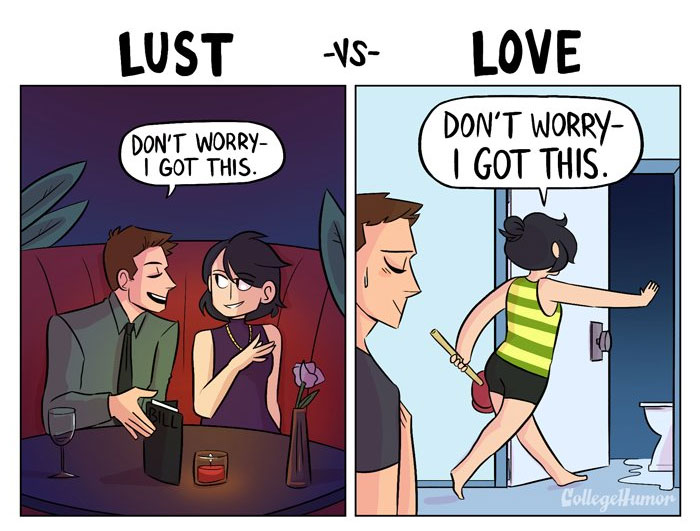 LUST -VS- LOVE
DON'T WORRY-
I GOT THIS.
BILL
DON'T WORRY-
I GOT THIS.
CollegeHumor